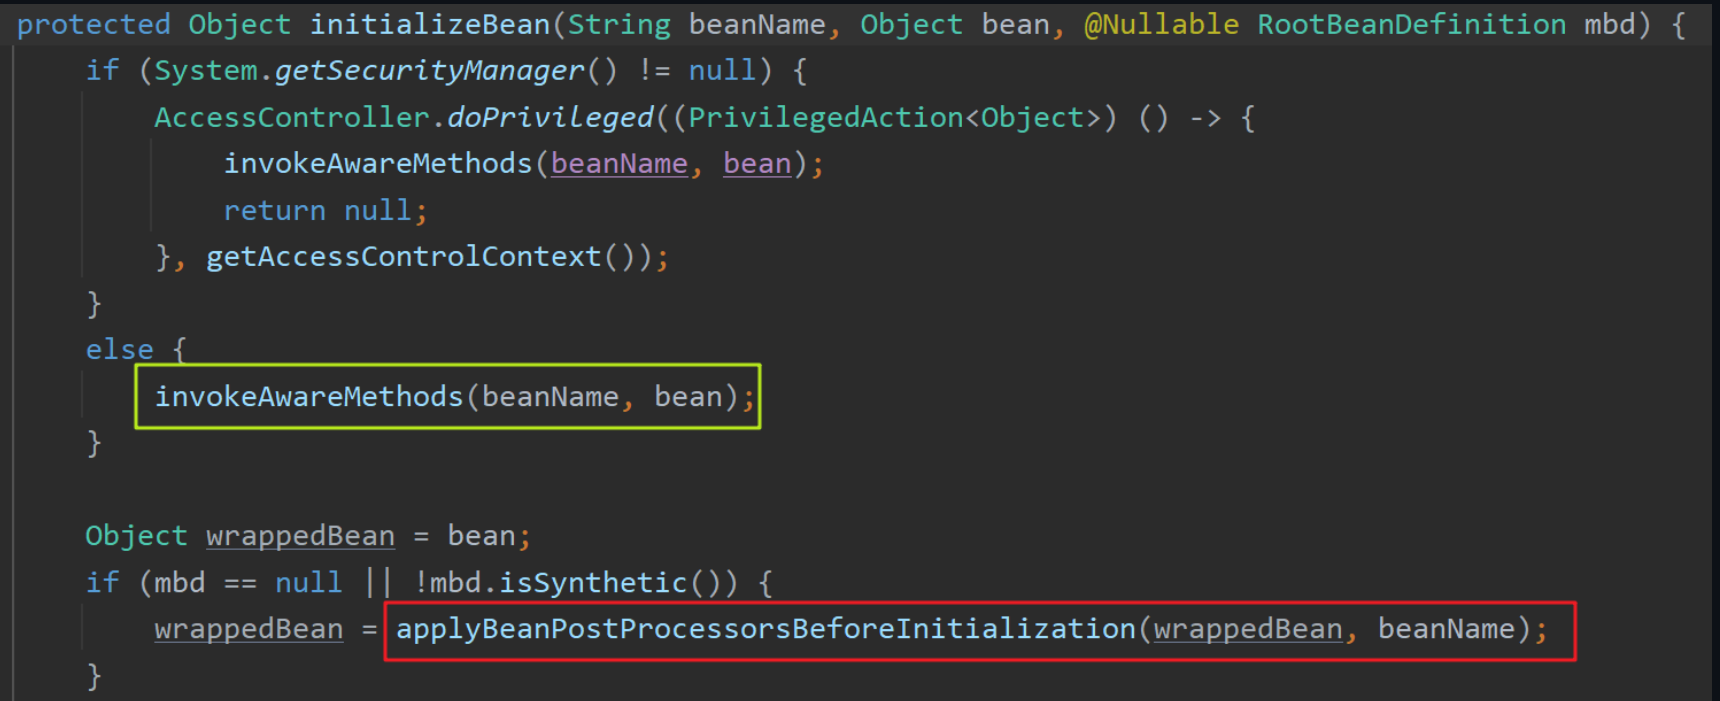 protected Object initializeBean(String beanName, Object bean, @Nullable RootBeanDefinition mbd) {
    if (System.getSecurityManager() != null) {
        AccessController.doPrivileged((PrivilegedAction<Object>) () -> {
            invokeAwareMethods(beanName, bean);
            return null;
        }, getAccessControlContext());
    }
    else {
        invokeAwareMethods(beanName, bean);
    }
    Object wrappedBean = bean;
    if (mbd == null || !mbd.isSynthetic()) {
        wrappedBean = applyBeanPostProcessorsBeforeInitialization(wrappedBean, beanName);
    }